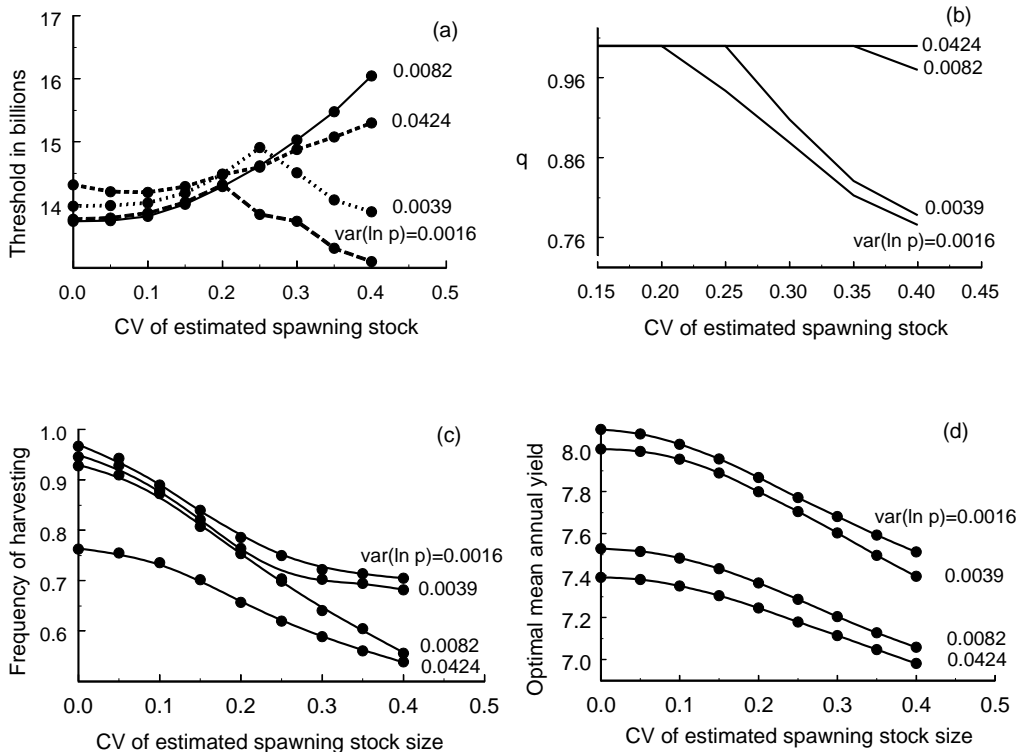 (a)
17
16
15
14
Threshold in billions
0.0082
0.0424
0.0039
var(ln p)=0.0016
0.0 0.1 0.2 0.3 0.4 0.5
CV of estimated spawning stock
(b)
0.96
0.86
0.76
q
0.0424
0.0082
0.0039
var(ln p)=0.0016
0.15 0.20 0.25 0.30 0.35 0.40 0.45
CV of estimated spawning stock
(c)
1.0
0.9
0.8
0.7
0.6
Frequency of harvesting
var(ln p)=0.0016
0.0039
0.0082
0.0424
0.0 0.1 0.2 0.3 0.4 0.5
CV of estimated spawning stock size
(d)
8.0
7.8
7.6
7.4
7.2
7.0
Optimal mean annual yield
var(ln p)=0.0016
0.0039
0.0082
0.0424
0.0 0.1 0.2 0.3 0.4 0.5
CV of estimated spawning stock size